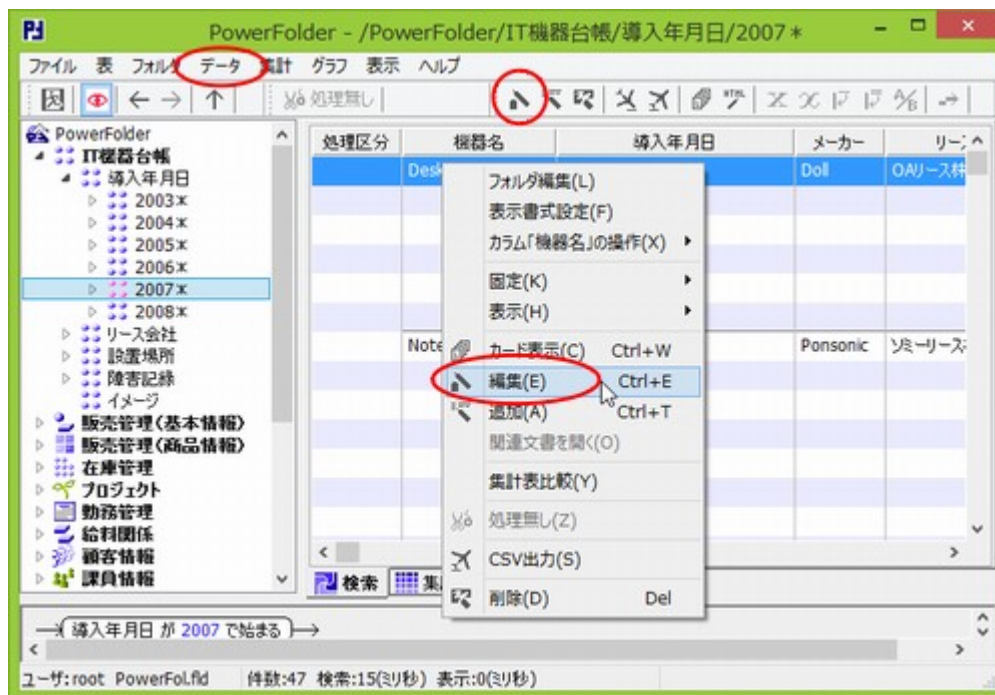 PowerFolder - /PowerFolder/IT機器台帳/導入年月日/2007*
ファイル 表 フォルダ データ 集計 グラフ 表示 ヘルプ
処理無し
PowerFolder
IT機器台帳
導入年月日
2003*
2004*
2005*
2006*
2007*
2008*
リース会社
設置場所
障害記録
イメージ
販売管理(基本情報)
販売管理(商品情報)
在庫管理
プロジェクト
勤務管理
給料関係
顧客情報
課員情報
処理区分 機器名 導入年月日 メーカー リース
Desk Doll OAリース株
Note Ponsonic ソミーリース
フォルダ編集(L)
表示書式設定(F)
カラム「機器名」の操作(X)
固定(K)
表示(H)
カード表示(C) Ctrl+W
編集(E) Ctrl+E
追加(A) Ctrl+T
関連文書を開く(O)
集計表比較(Y)
処理無し(Z)
CSV出力(S)
削除(D) Del
検索 集
導入年月日 が 2007 で始まる
ユーザ:root PowerFol.fld 件数:47 検索:15(ミリ秒) 表示:0(ミリ秒)